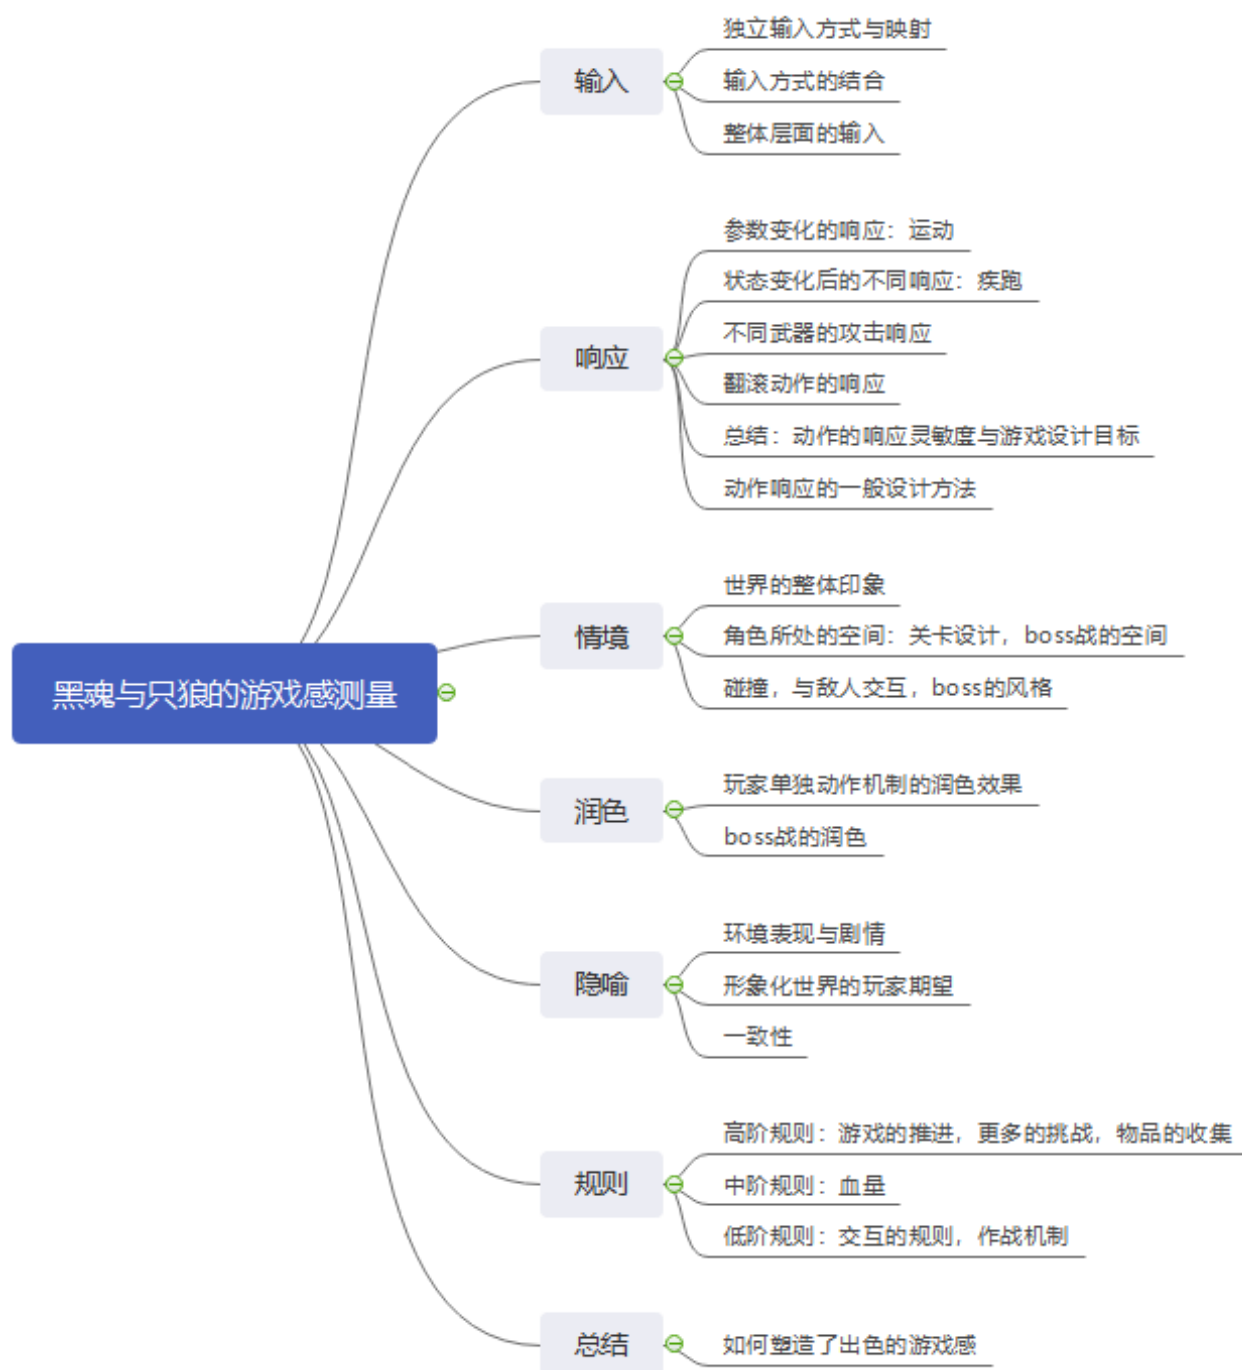 黑魂与只狼的游戏感测量
输入
独立输入方式与映射
输入方式的结合
整体层面的输入
响应
参数变化的响应：运动
状态变化后的不同响应：疾跑
不同武器的攻击响应
翻滚动作的响应
总结：动作的响应灵敏度与游戏设计目标
动作响应的一般设计方法
情境
世界的整体印象
角色所处的空间：关卡设计，boss战的空间
碰撞，与敌人交互，boss的风格
润色
玩家单独动作机制的润色效果
boss战的润色
隐喻
环境表现与剧情
形象化世界的玩家期望
一致性
规则
高阶规则：游戏的推进，更多的挑战，物品的收集
中阶规则：血量
低阶规则：交互的规则，作战机制
总结
如何塑造了出色的游戏感